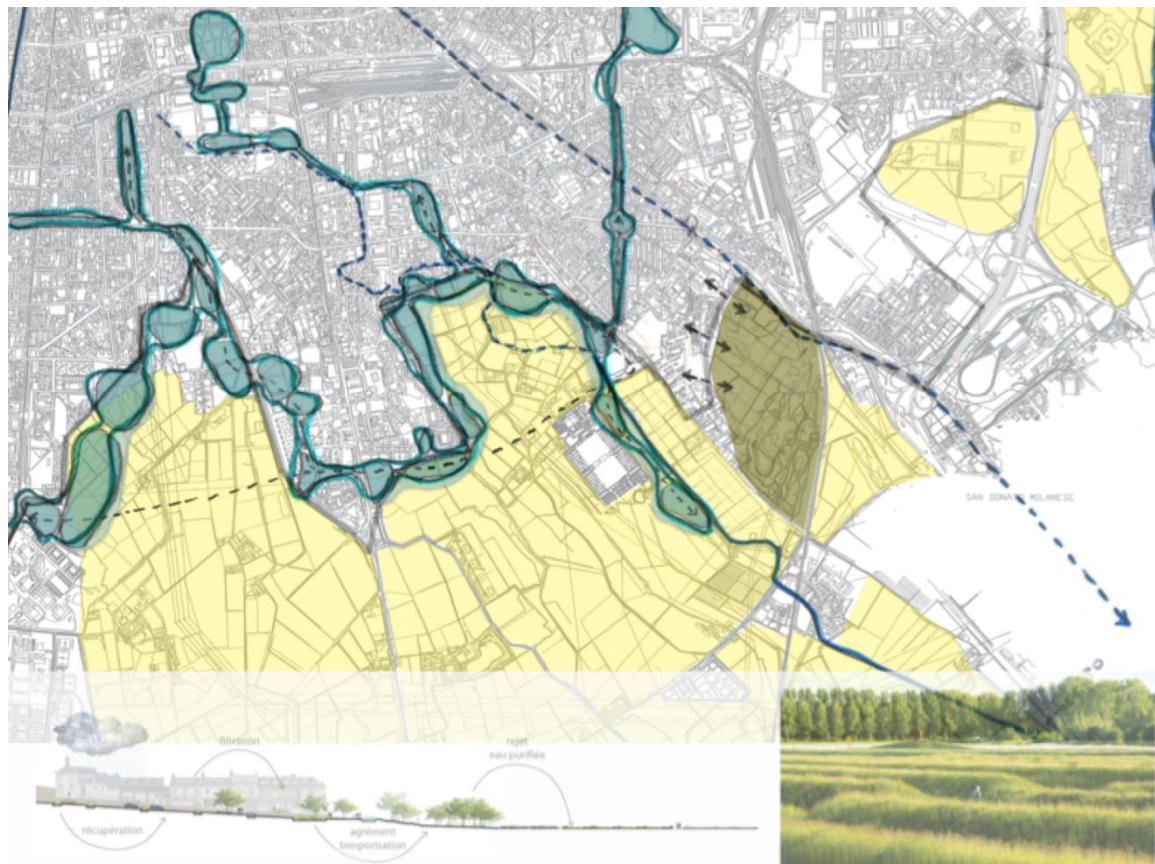 SAN DONATO MILANESE
filtration
rejet
eau purifiée
récupération
agrément
temporisation